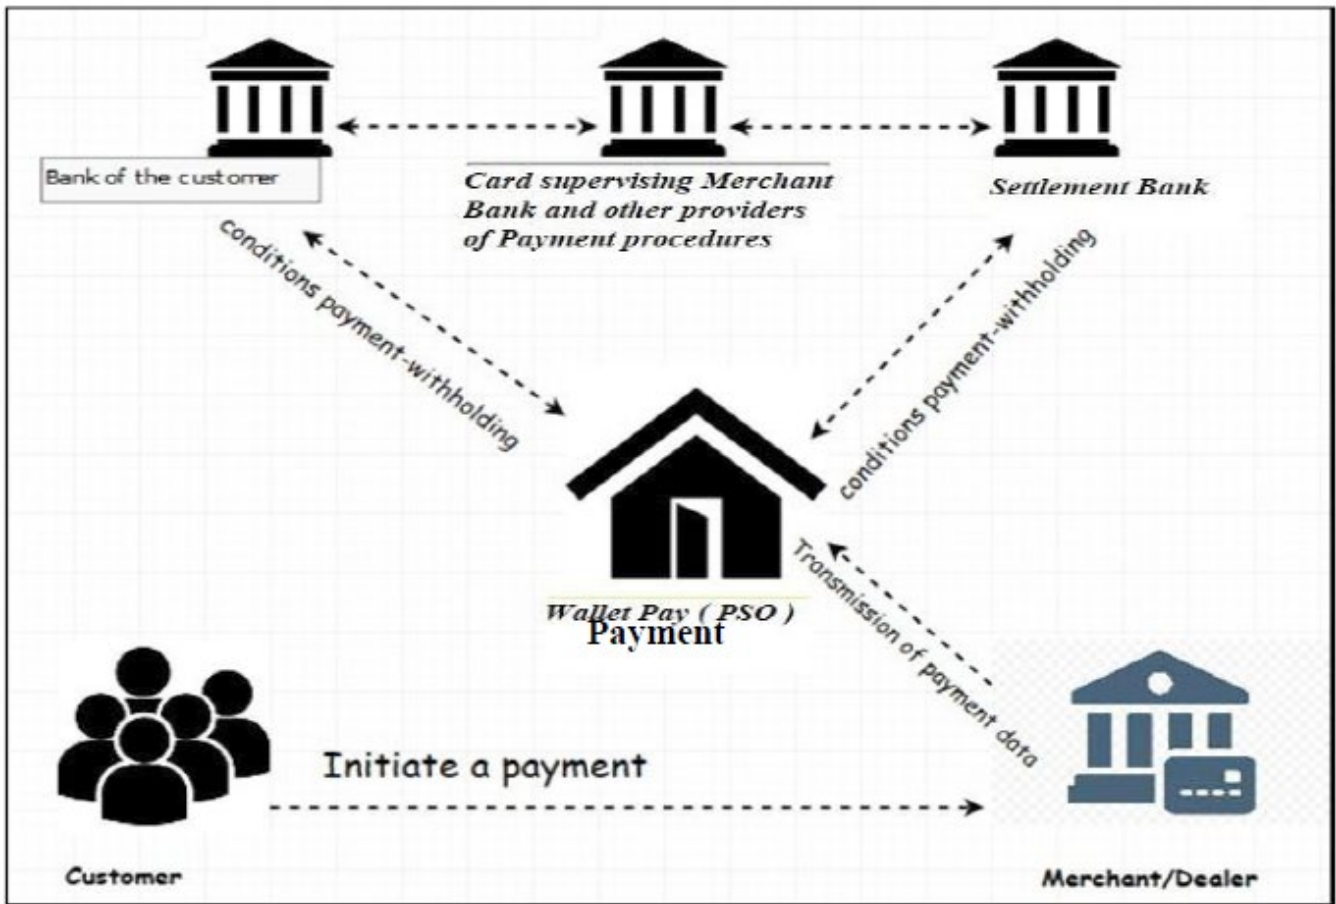 Bank of the customer
Card supervising Merchant
Bank and other providers
of Payment procedures
Settlement Bank
conditions payment-withholding
conditions payment-withholding
Wallet Pay ( PSO )
Payment
Transmission of payment data
Initiate a payment
Customer
Merchant/Dealer